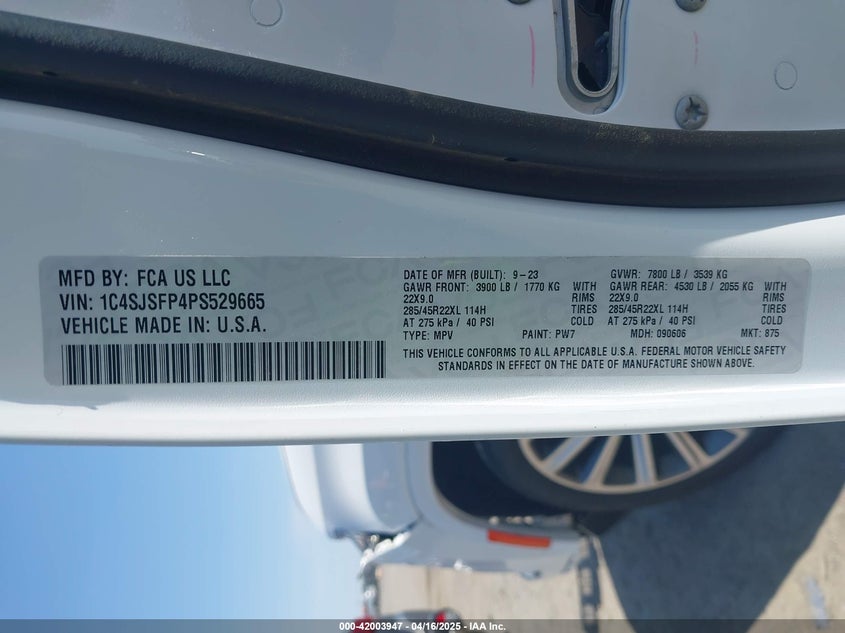 MFD BY: FCA US LLC
VIN: 1C4SJSFP4PS529665
VEHICLE MADE IN: U.S.A.
DATE OF MFR (BUILT): 9-23 GVWR: 7800 LB / 3539 KG
GAWR FRONT: 3900 LB / 1770 KG WITH GAWR REAR: 4530 LB / 2055 KG WITH
22X9.0 RIMS 22X9.0 RIMS
285/45R22XL 114H TIRES 285/45R22XL 114H TIRES
AT 275 kPa / 40 PSI COLD AT 275 kPa / 40 PSI COLD
TYPE: MPV PAINT: PW7 MDH: 090606 MKT: 875
THIS VEHICLE CONFORMS TO ALL APPLICABLE U.S.A. FEDERAL MOTOR VEHICLE SAFETY
STANDARDS IN EFFECT ON THE DATE OF MANUFACTURE SHOWN ABOVE.
000-42003947 - 04/16/2025 - IAA Inc.